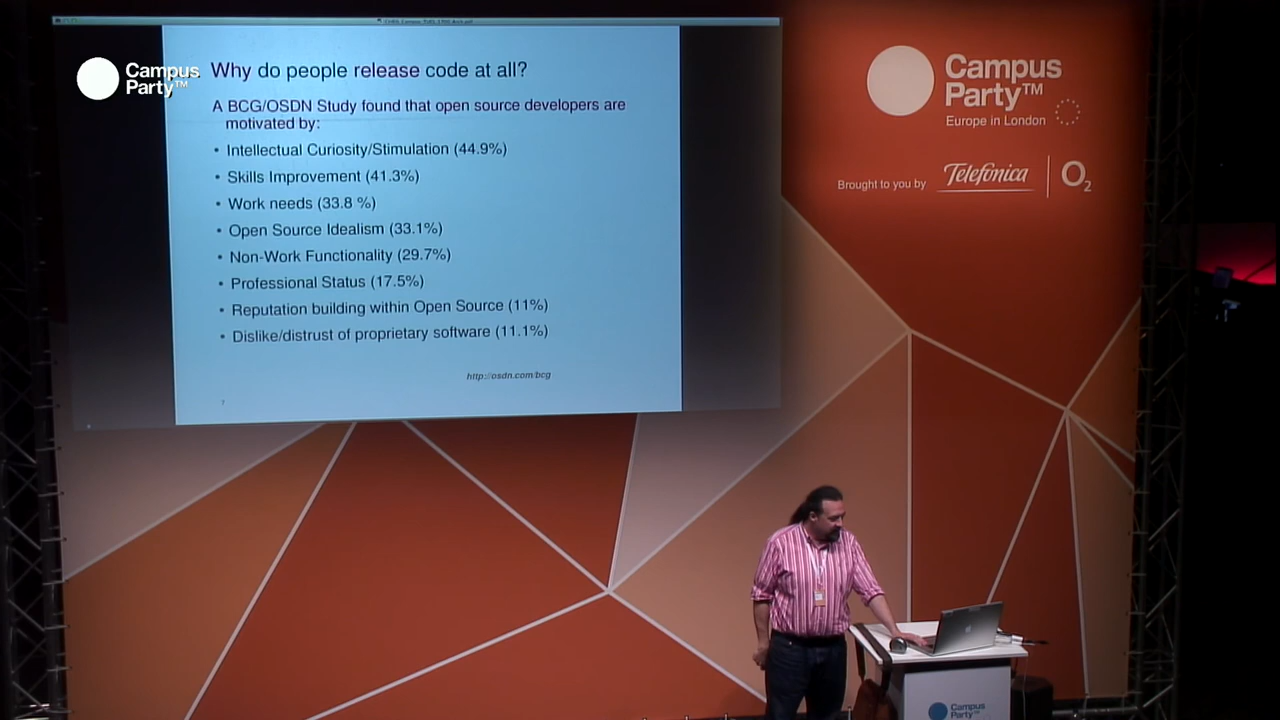 Campus
Party™
Why do people release code at all?
A BCG/OSDN Study found that open source developers are
motivated by:
• Intellectual Curiosity/Stimulation (44.9%)
• Skills Improvement (41.3%)
• Work needs (33.8 %)
• Open Source Idealism (33.1%)
• Non-Work Functionality (29.7%)
• Professional Status (17.5%)
• Reputation building within Open Source (11%)
• Dislike/distrust of proprietary software (11.1%)
http://osdn.com/bcg
7
Campus
Party™
Europe in London
Brought to you by Telefónica O2
Campus
Party™